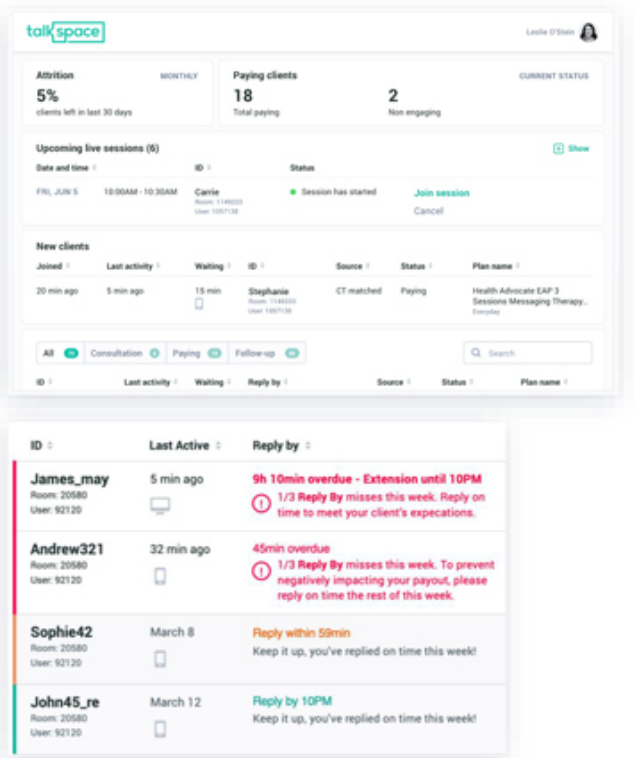 talkspace
Leslie O'Stein
Attrition MONTHLY
5%
clients left in last 30 days
Paying clients CURRENT STATUS
18 2
Total paying Non engaging
Upcoming live sessions (6) Show
Date and time ID Status
FRI, JUN 5 10:00AM - 10:30AM Carrie Session has started Join session
Room: 1149203
User: 1057138 Cancel
New clients
Joined Last activity Waiting ID Source Status Plan name
20 min ago 5 min ago 15 min Stephanie CT matched Paying Health Advocate EAP 3
Room: 1149203 Sessions Messaging Therapy...
User: 1057138 Everyday
All Consultation Paying Follow-up Search
ID Last activity Waiting Reply by Source Status Plan name
ID Last Active Reply by
James_may 5 min ago 9h 10min overdue - Extension until 10PM
Room: 20580
User: 92120
1/3 Reply By misses this week. Reply on
time to meet your client's expecations.
Andrew321 32 min ago 45min overdue
Room: 20580
User: 92120
1/3 Reply By misses this week. To prevent
negatively impacting your payout, please
reply on time the rest of this week.
Sophie42 March 8 Reply within 59min
Room: 20580
User: 92120
Keep it up, you've replied on time this week!
John45_re March 12 Reply by 10PM
Room: 20580
User: 92120
Keep it up, you've replied on time this week!